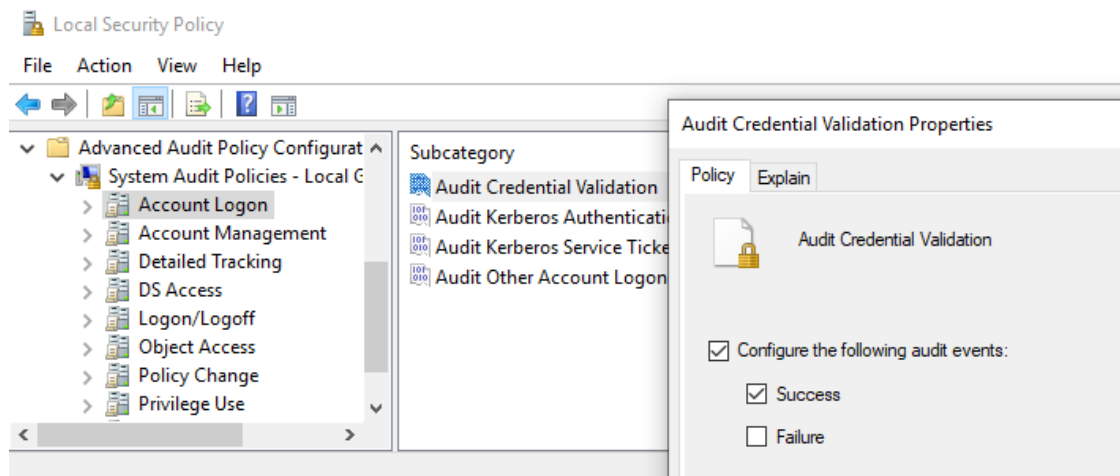 Local Security Policy
File Action View Help
Advanced Audit Policy Configurat
System Audit Policies - Local G
Account Logon
Account Management
Detailed Tracking
DS Access
Logon/Logoff
Object Access
Policy Change
Privilege Use
Subcategory
Audit Credential Validation
Audit Kerberos Authenticati
Audit Kerberos Service Ticke
Audit Other Account Logon
Audit Credential Validation Properties
Policy Explain
Audit Credential Validation
Configure the following audit events:
Success
Failure